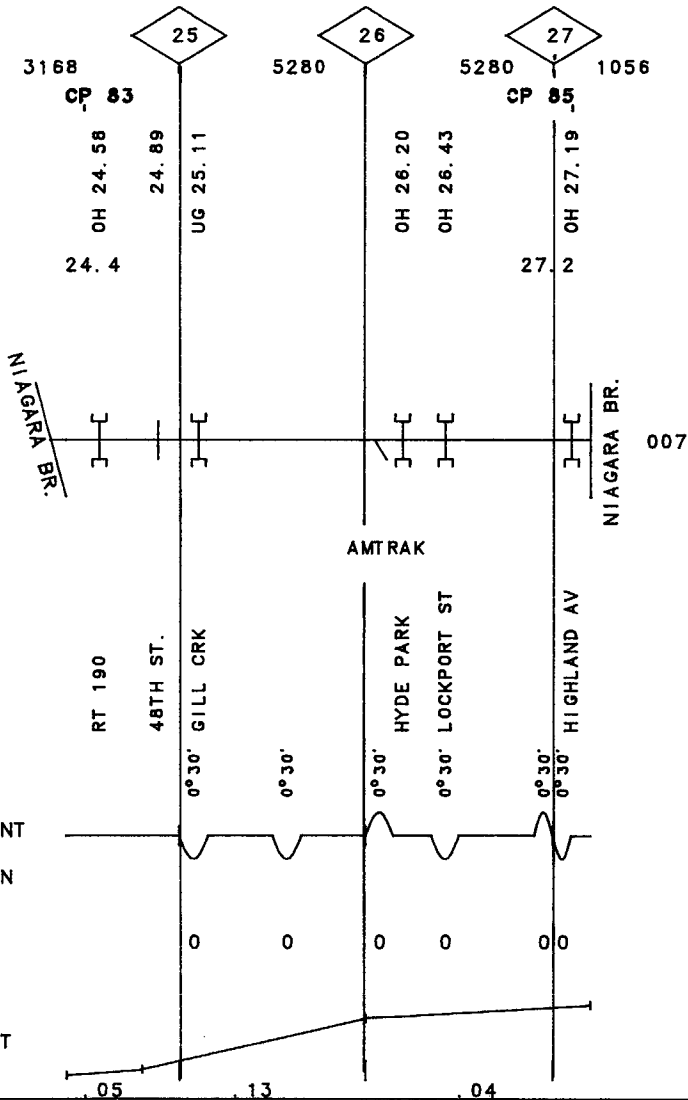 25 26 27
3168 5280 5280 1056
CP 83 CP 85
OH 24.58
24.89
UG 25.11
OH 26.20
OH 26.43
OH 27.19
24.4 27.2
NIAGARA BR.
NIAGARA BR.
007
AMTRAK
RT 190
48TH ST.
GILL CRK
HYDE PARK
LOCKPORT ST
HIGHLAND AV
0°30' 0°30' 0°30' 0°30' 0°30' 0°30'
NT
N
0 0 0 0 0 0
T
.05 .13 .04